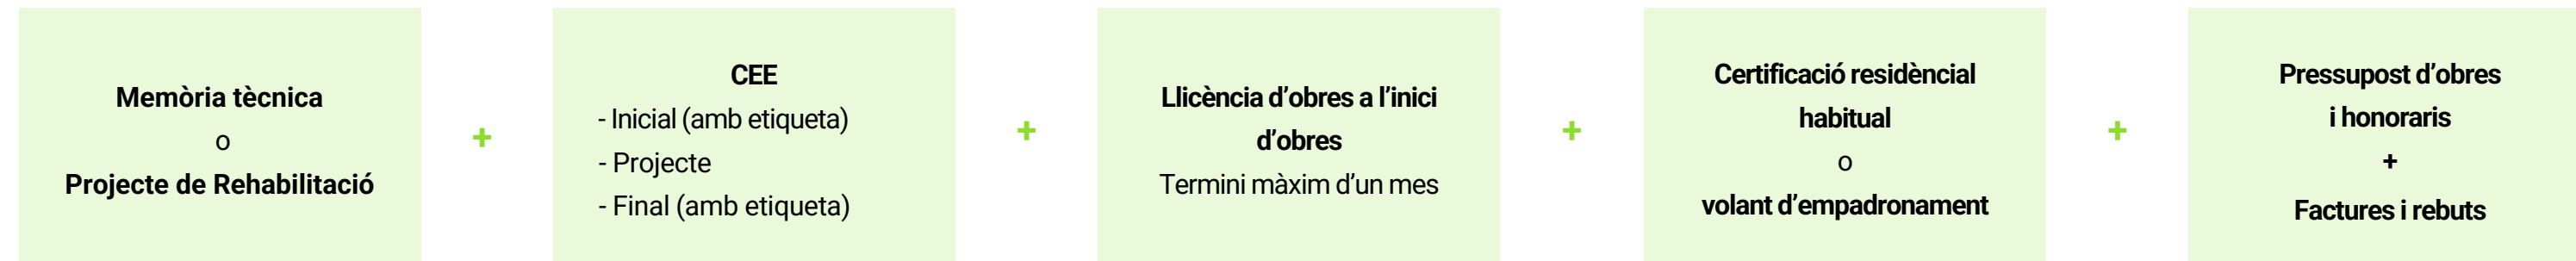 Memòria tècnica
o
Projecte de Rehabilitació
+
CEE
- Inicial (amb etiqueta)
- Projecte
- Final (amb etiqueta)
+
Llicència d’obres a l’inici
d’obres
Termini màxim d’un mes
+
Certificació residèncial
habitual
o
volant d’empadronament
+
Pressupost d’obres
i honoraris
+
Factures i rebuts